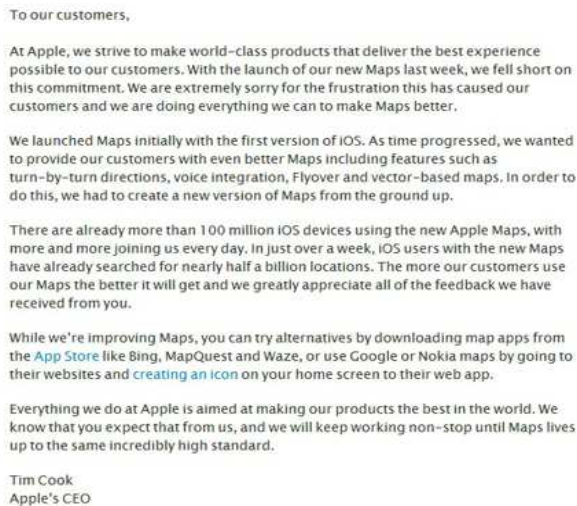 To our customers,
At Apple, we strive to make world-class products that deliver the best experience
possible to our customers. With the launch of our new Maps last week, we fell short on
this commitment. We are extremely sorry for the frustration this has caused our
customers and we are doing everything we can to make Maps better.
We launched Maps initially with the first version of iOS. As time progressed, we wanted
to provide our customers with even better Maps including features such as
turn-by-turn directions, voice integration, Flyover and vector-based maps. In order to
do this, we had to create a new version of Maps from the ground up.
There are already more than 100 million iOS devices using the new Apple Maps, with
more and more joining us every day. In just over a week, iOS users with the new Maps
have already searched for nearly half a billion locations. The more our customers use
our Maps the better it will get and we greatly appreciate all of the feedback we have
received from you.
While we're improving Maps, you can try alternatives by downloading map apps from
the App Store like Bing, MapQuest and Waze, or use Google or Nokia maps by going to
their websites and creating an icon on your home screen to their web app.
Everything we do at Apple is aimed at making our products the best in the world. We
know that you expect that from us, and we will keep working non-stop until Maps lives
up to the same incredibly high standard.
Tim Cook
Apple's CEO